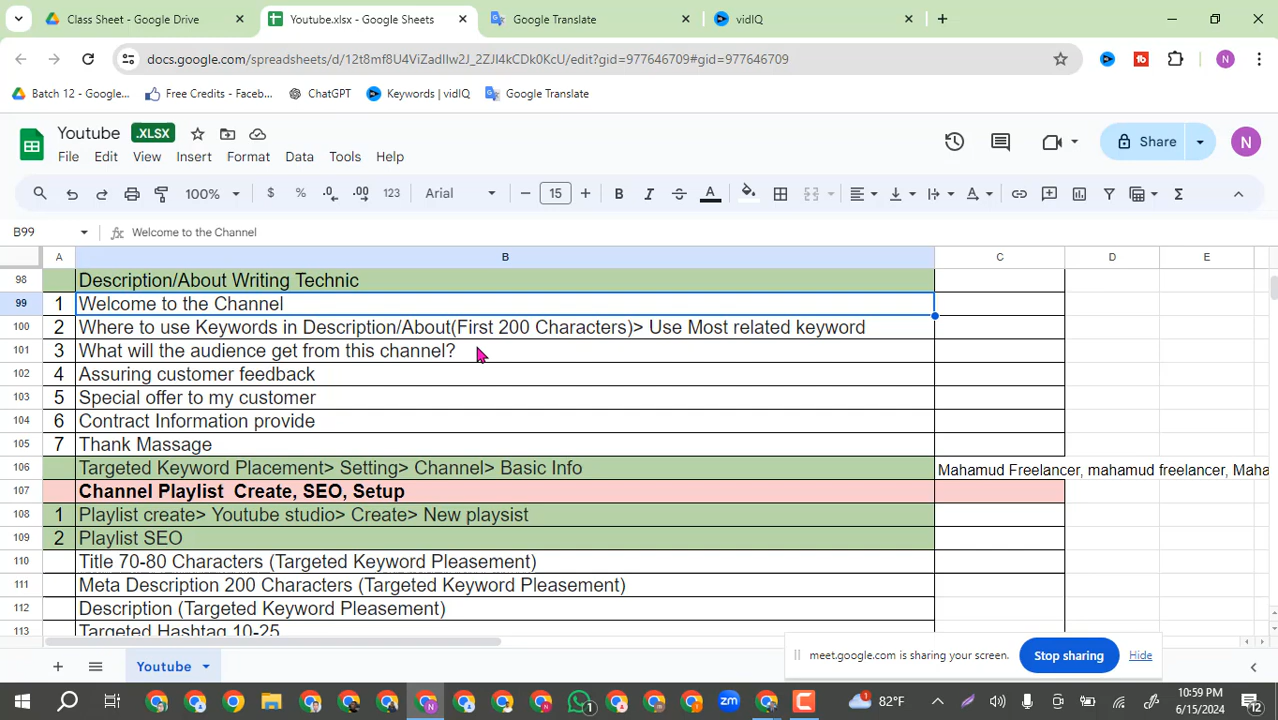 Class Sheet - Google Drive
Youtube.xlsx - Google Sheets
Google Translate
vidIQ
docs.google.com/spreadsheets/d/12t8mf8U4ViZadIlw2J_2ZJl4kCDk0KcU/edit?gid=977646709#gid=977646709
N
Batch 12 - Google...
Free Credits - Faceb...
ChatGPT
Keywords | vidIQ
Google Translate
Youtube .XLSX
Share
N
File Edit View Insert Format Data Tools Help
100% $ % .0 .00 123 Arial 15 B I A
B99 fx Welcome to the Channel
A B C D E
98 Description/About Writing Technic
99 1 Welcome to the Channel
100 2 Where to use Keywords in Description/About(First 200 Characters)> Use Most related keyword
101 3 What will the audience get from this channel?
102 4 Assuring customer feedback
103 5 Special offer to my customer
104 6 Contract Information provide
105 7 Thank Massage
106 Targeted Keyword Placement> Setting> Channel> Basic Info Mahamud Freelancer, mahamud freelancer, Maha
107 Channel Playlist Create, SEO, Setup
108 1 Playlist create> Youtube studio> Create> New playsist
109 2 Playlist SEO
110 Title 70-80 Characters (Targeted Keyword Pleasement)
111 Meta Description 200 Characters (Targeted Keyword Pleasement)
112 Description (Targeted Keyword Pleasement)
113 Targeted Hashtag 10-25
meet.google.com is sharing your screen. Stop sharing Hide
Youtube
zm
1
1
82°F
10:59 PM
6/15/2024
12